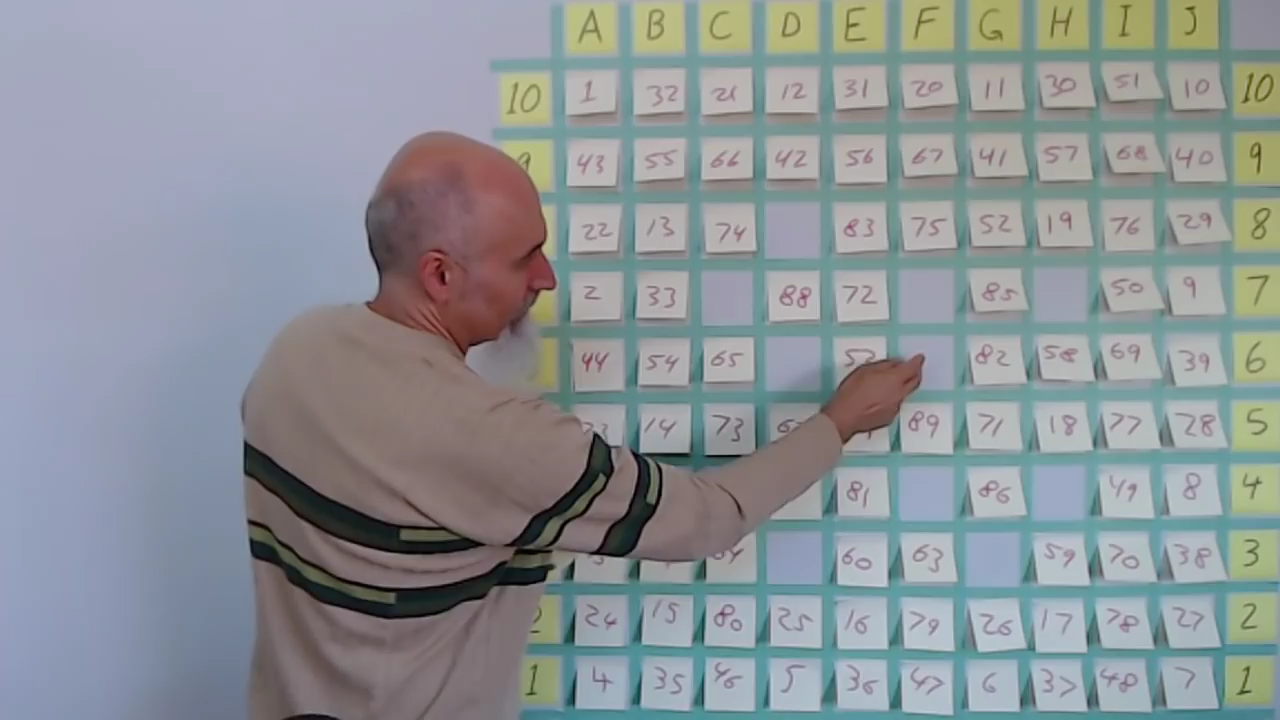 A B C D E F G H I J
10 1 32 21 12 31 20 11 30 51 10 10
9 43 55 66 42 56 67 41 57 68 40 9
22 13 74 83 75 52 19 76 29 8
2 33 88 72 85 50 9 7
44 54 65 53 82 58 69 39 6
14 73 89 71 18 77 28 5
81 86 49 8 4
60 63 59 70 38 3
2 24 15 80 25 16 79 26 17 78 27 2
1 4 35 46 5 36 47 6 37 48 7 1